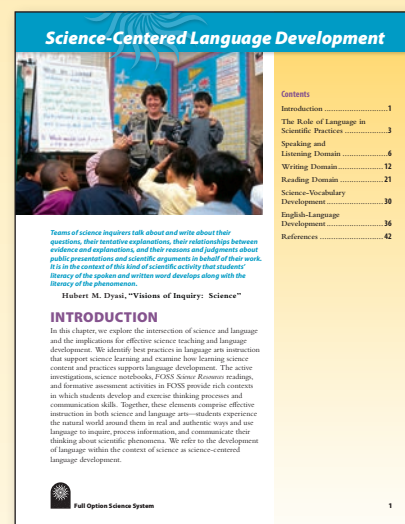 Science-Centered Language Development
Contents
Introduction ..............................1
The Role of Language in
Scientific Practices ....................3
Speaking and
Listening Domain ......................6
Writing Domain.......................12
Reading Domain ......................21
Science-Vocabulary
Development............................30
English-Language
Development............................36
References ...............................42
Teams of science inquirers talk about and write about their
questions, their tentative explanations, their relationships between
evidence and explanations, and their reasons and judgments about
public presentations and scientific arguments in behalf of their work.
It is in the context of this kind of scientific activity that students'
literacy of the spoken and written word develops along with the
literacy of the phenomenon.
Hubert M. Dyasi, "Visions of Inquiry: Science"
INTRODUCTION
In this chapter, we explore the intersection of science and language
and the implications for effective science teaching and language
development. We identify best practices in language arts instruction
that support science learning and examine how learning science
content and practices supports language development. The active
investigations, science notebooks, FOSS Science Resources readings,
and formative assessment activities in FOSS provide rich contexts
in which students develop and exercise thinking processes and
communication skills. Together, these elements comprise effective
instruction in both science and language arts—students experience
the natural world around them in real and authentic ways and use
language to inquire, process information, and communicate their
thinking about scientific phenomena. We refer to the development
of language within the context of science as science-centered
language development.
Full Option Science System
1